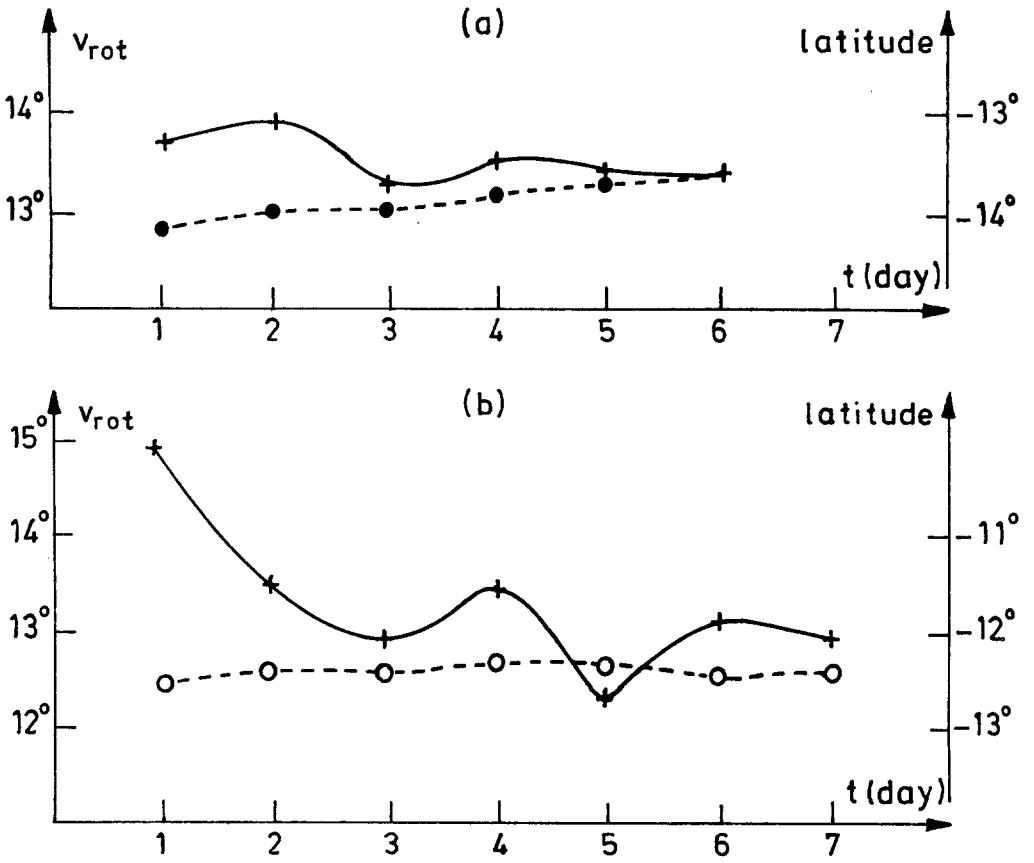 (a)
v_rot latitude
14° -13°
13° -14°
t(day)
1 2 3 4 5 6 7
(b)
v_rot latitude
15°
14° -11°
13° -12°
12° -13°
t(day)
1 2 3 4 5 6 7